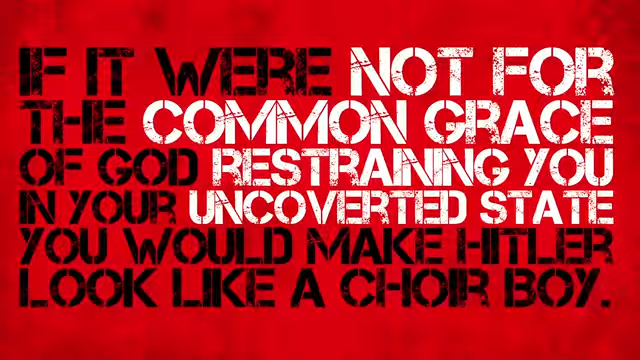 IF IT WERE NOT FOR
THE COMMON GRACE
OF GOD RESTRAINING YOU
IN YOUR UNCOVERTED STATE
YOU WOULD MAKE HITLER
LOOK LIKE A CHOIR BOY.